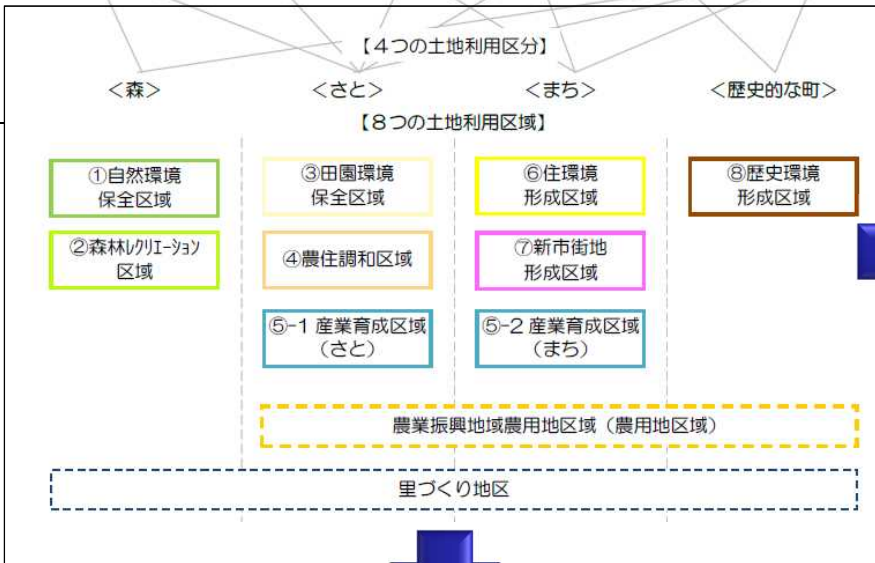 【4つの土地利用区分】
<森> <さと> <まち> <歴史的な町>
【8つの土地利用区域】
①自然環境
保全区域
③田園環境
保全区域
⑥住環境
形成区域
⑧歴史環境
形成区域
②森林ﾚｸﾘｴｰｼｮﾝ
区域
④農住調和区域
⑦新市街地
形成区域
⑤-1 産業育成区域
(さと)
⑤-2 産業育成区域
(まち)
農業振興地域農用地区域(農用地区域)
里づくり地区